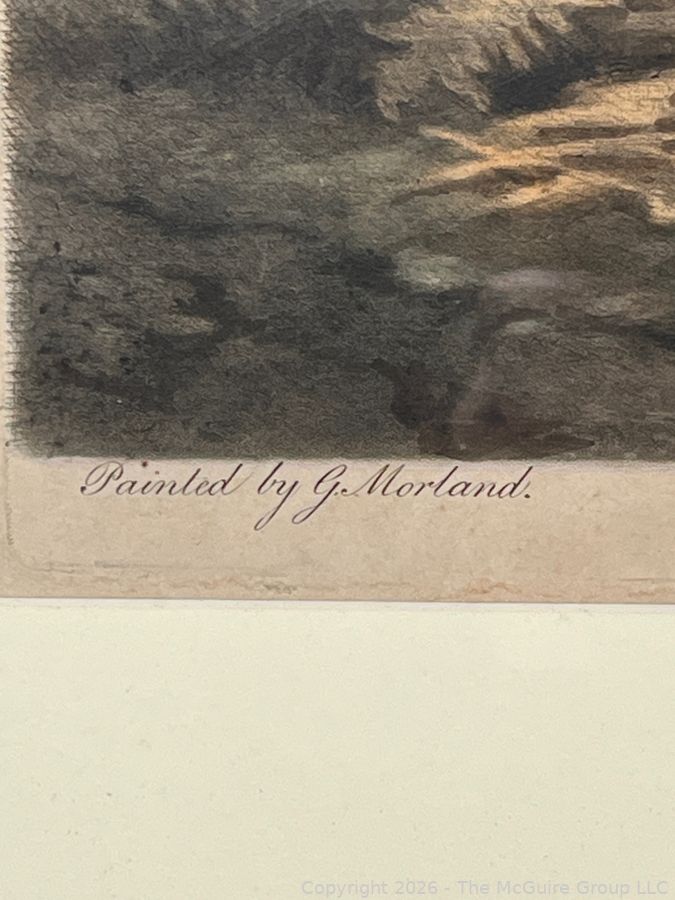 Painted by G. Morland.
Copyright 2026 - The McGuire Group LLC